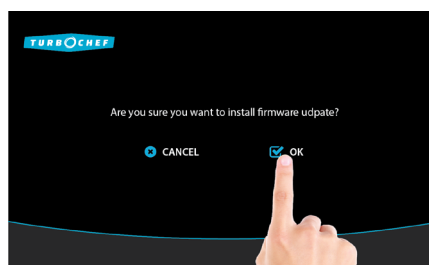 TURBOCHEF
Are you sure you want to install firmware udpate?
CANCEL
OK